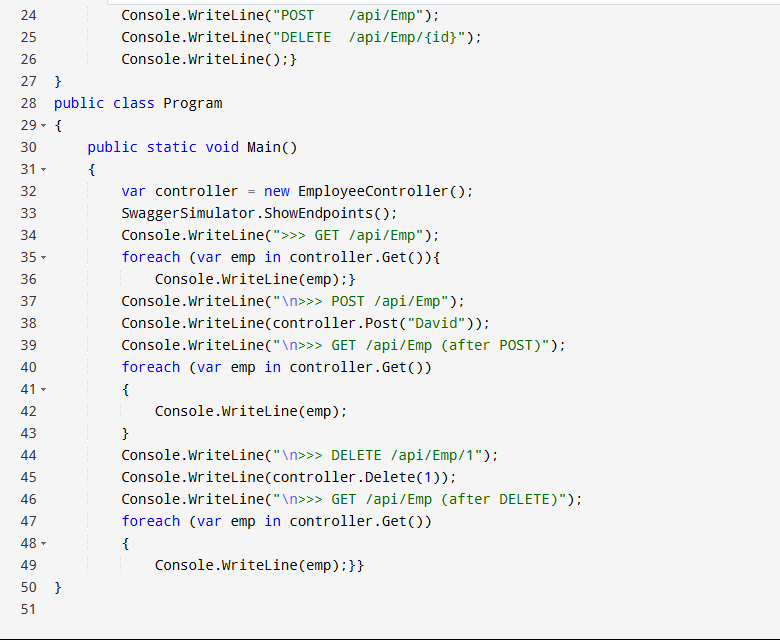 24 Console.WriteLine("POST    /api/Emp");
25 Console.WriteLine("DELETE  /api/Emp/{id}");
26 Console.WriteLine();}
27 }
28 public class Program
29 {
30 public static void Main()
31 {
32 var controller = new EmployeeController();
33 SwaggerSimulator.ShowEndpoints();
34 Console.WriteLine(">>> GET /api/Emp");
35 foreach (var emp in controller.Get()){
36 Console.WriteLine(emp);}
37 Console.WriteLine("\n>>> POST /api/Emp");
38 Console.WriteLine(controller.Post("David"));
39 Console.WriteLine("\n>>> GET /api/Emp (after POST)");
40 foreach (var emp in controller.Get())
41 {
42 Console.WriteLine(emp);
43 }
44 Console.WriteLine("\n>>> DELETE /api/Emp/1");
45 Console.WriteLine(controller.Delete(1));
46 Console.WriteLine("\n>>> GET /api/Emp (after DELETE)");
47 foreach (var emp in controller.Get())
48 {
49 Console.WriteLine(emp);}}
50 }
51